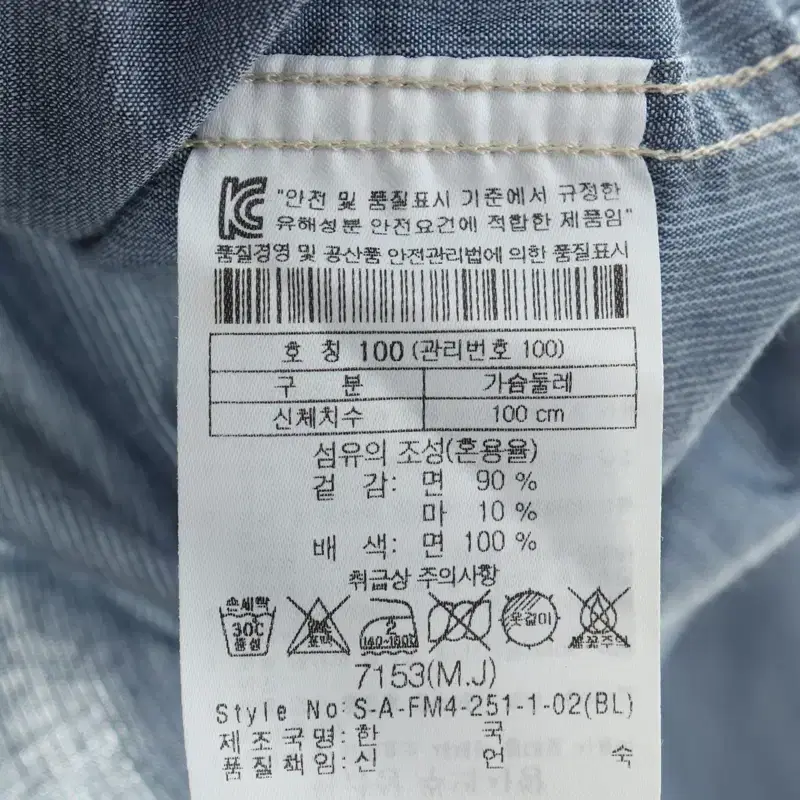 KC "안전 및 품질표시 기준에서 규정한
유해성분 안전요건에 적합한 제품임"
품질경영 및 공산품 안전관리법에 의한 품질표시
호 칭 100 (관리번호 100)
구 분 가슴둘레
신체치수 100 cm
섬유의 조성(혼용율)
겉 감: 면 90 %
마 10 %
배 색: 면 100 %
취급상 주의사항
손세탁 30C 중성
2 140~160C
옷걸이
7153(M.J)
Style No: S-A-FM4-251-1-02(BL)
제 조 국 명: 한 국
품 질 책 임: 신 언 숙